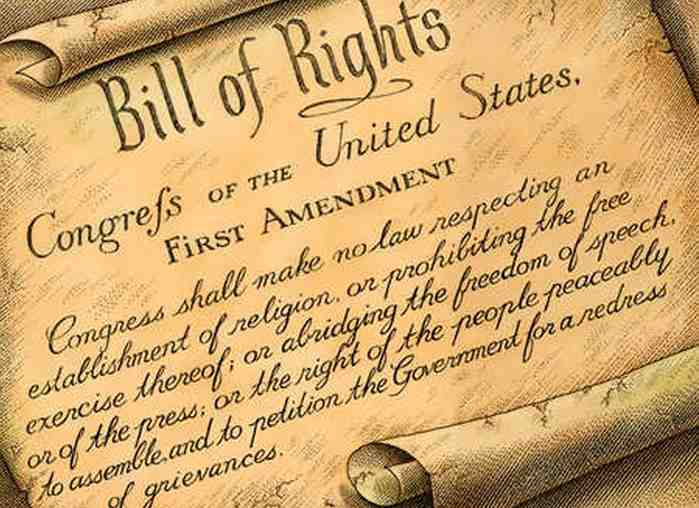 Bill of Rights
Congreſs OF THE United States,
FIRST AMENDMENT
Congress shall make no law respecting an
establishment of religion, or prohibiting the free
exercise thereof; or abridging the freedom of speech,
or of the press; or the right of the people peaceably
to assemble, and to petition the Government for a redress
of grievances.